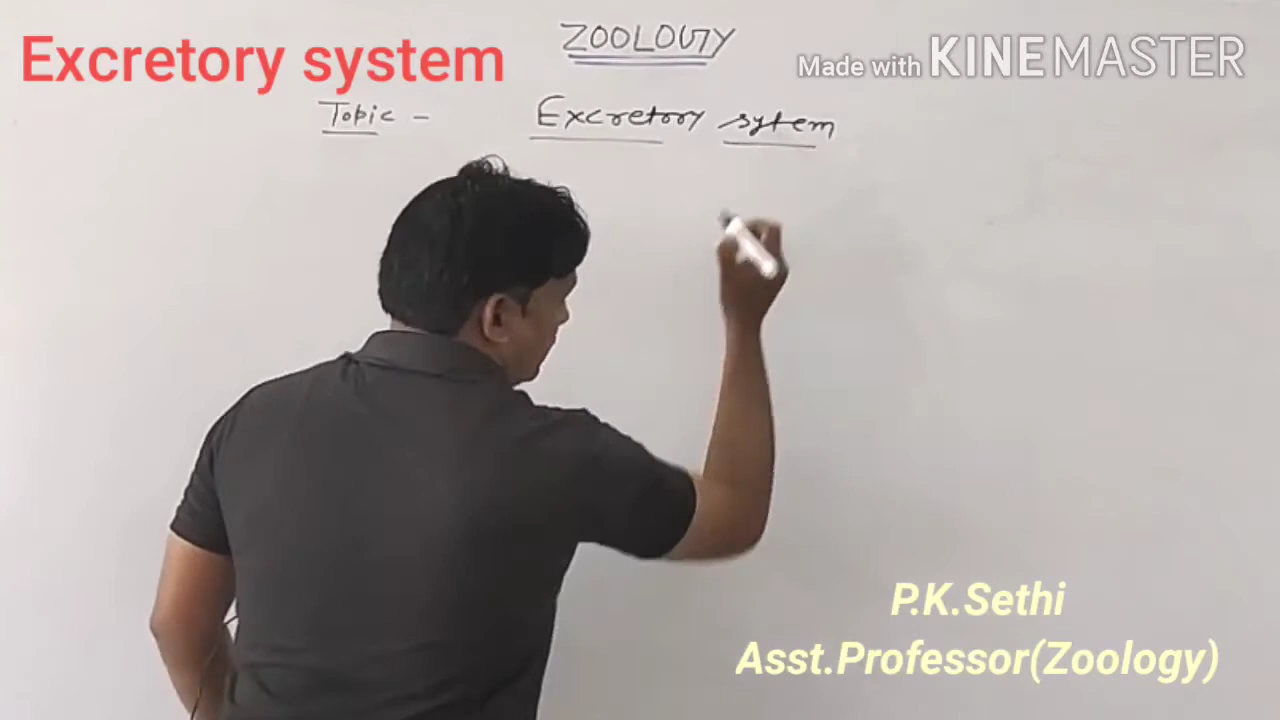 ZOOLOGY
Excretory system
Made with KINEMASTER
Topic - Excretory sytem
P.K.Sethi
Asst.Professor(Zoology)